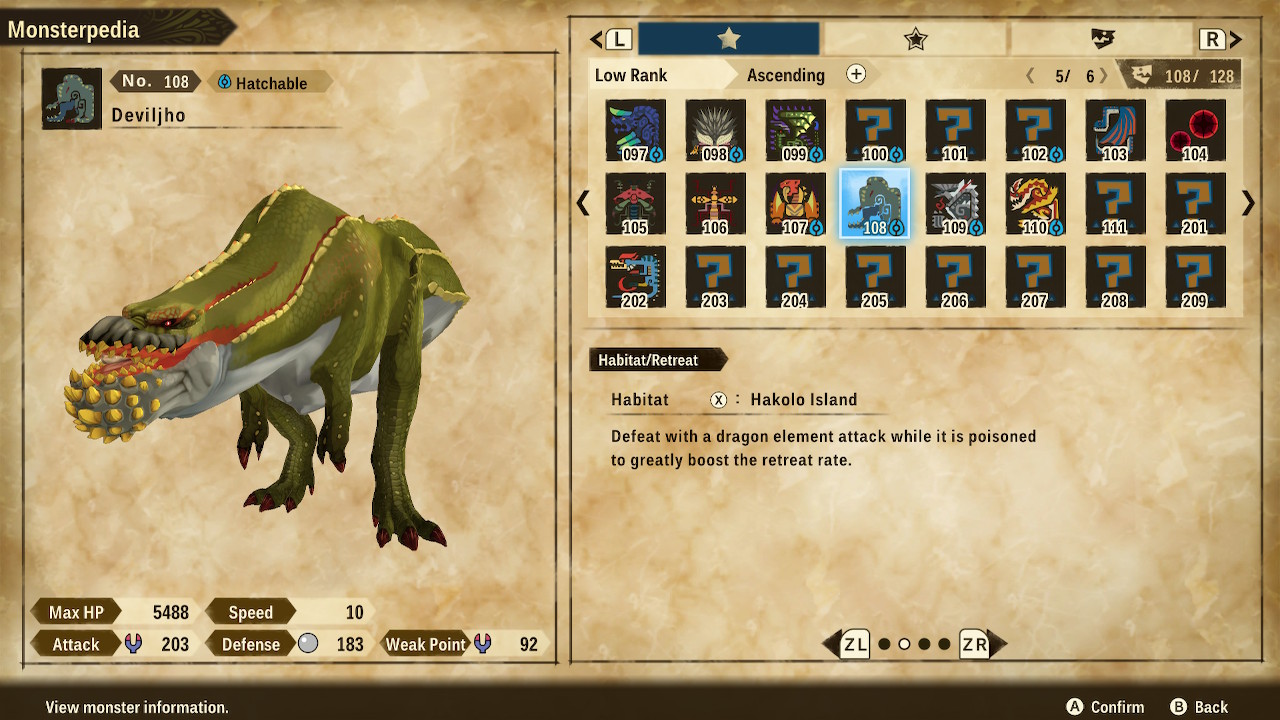 Monsterpedia
No. 108 Hatchable
Deviljho
L R
Low Rank Ascending 5/ 6 108/ 128
097 098 099 100 101 102 103 104
105 106 107 108 109 110 111 201
202 203 204 205 206 207 208 209
Habitat/Retreat
Habitat X : Hakolo Island
Defeat with a dragon element attack while it is poisoned
to greatly boost the retreat rate.
Max HP 5488 Speed 10
Attack 203 Defense 183 Weak Point 92
ZL ZR
View monster information.
A Confirm B Back